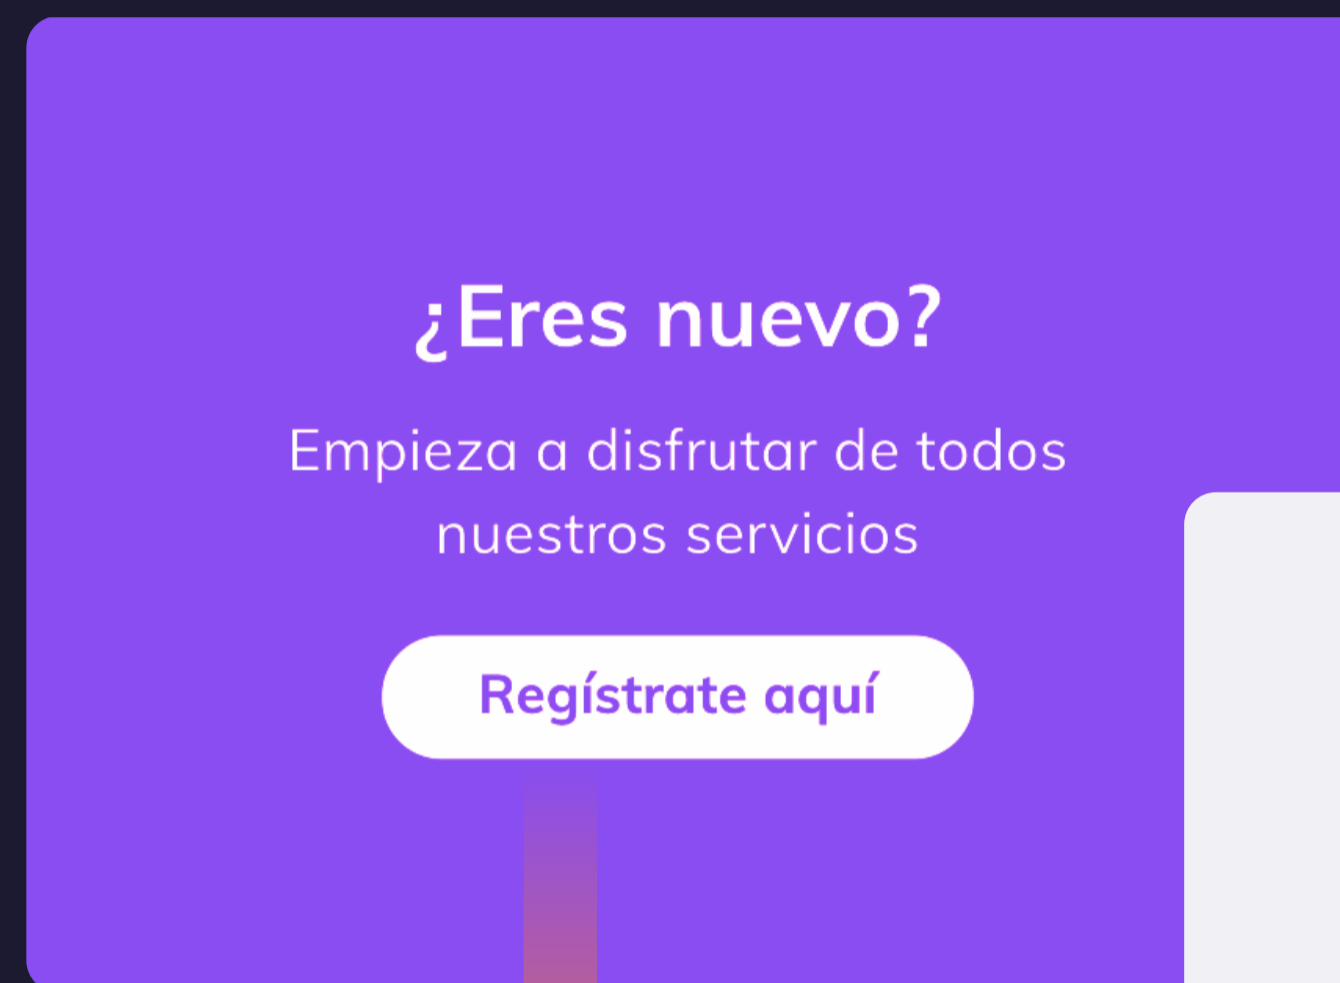 ¿Eres nuevo?
Empieza a disfrutar de todos
nuestros servicios
Regístrate aquí